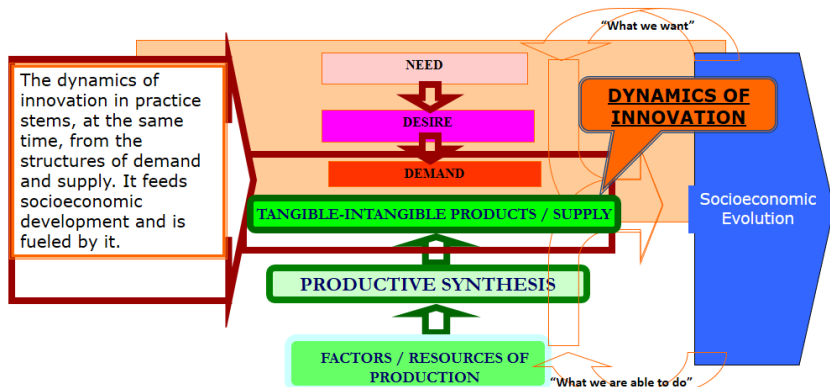 “What we want”
The dynamics of
innovation in practice
stems, at the same
time, from the
structures of demand
and supply. It feeds
socioeconomic
development and is
fueled by it.
NEED
DESIRE
DEMAND
TANGIBLE-INTANGIBLE PRODUCTS / SUPPLY
PRODUCTIVE SYNTHESIS
FACTORS / RESOURCES OF
PRODUCTION
DYNAMICS OF
INNOVATION
Socioeconomic
Evolution
“What we are able to do”